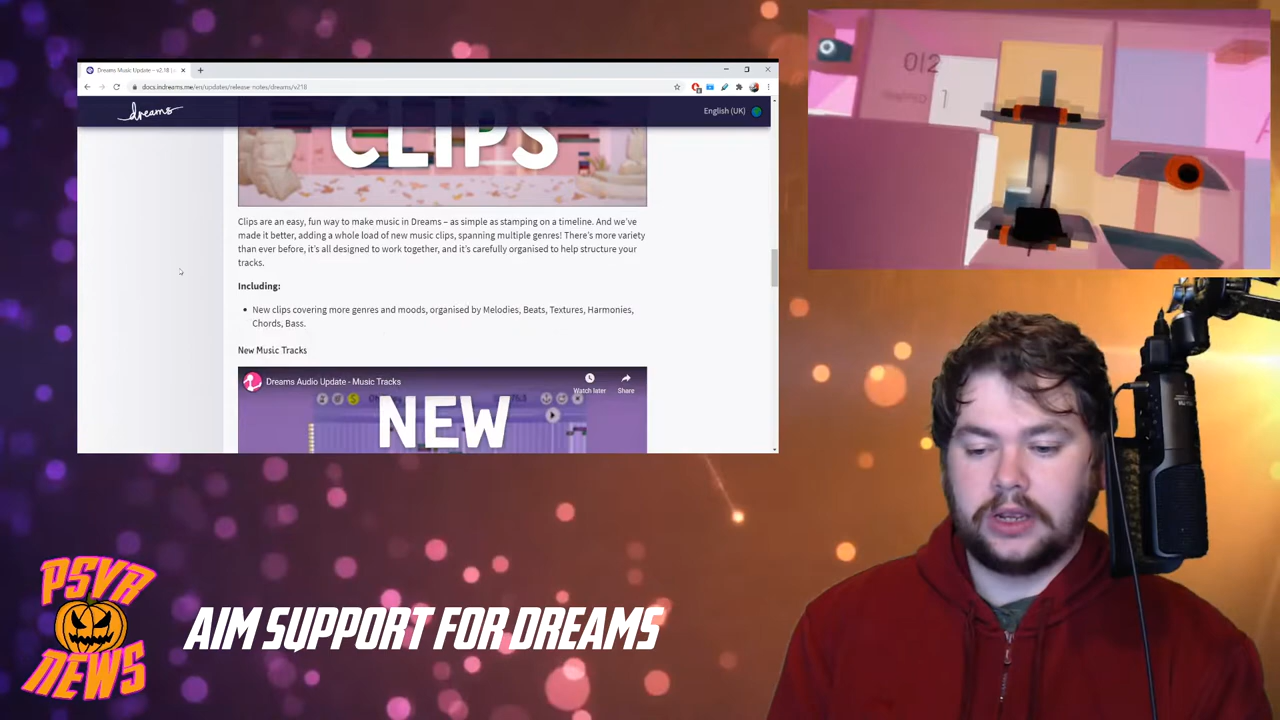 Dreams Music Update – v2.18 |
docs.indreams.me/en/updates/release-notes/dreams/v218
dreams
English (UK)
CLIPS
Clips are an easy, fun way to make music in Dreams – as simple as stamping on a timeline. And we've
made it better, adding a whole load of new music clips, spanning multiple genres! There's more variety
than ever before, it's all designed to work together, and it's carefully organised to help structure your
tracks.
Including:
New clips covering more genres and moods, organised by Melodies, Beats, Textures, Harmonies,
Chords, Bass.
New Music Tracks
Dreams Audio Update - Music Tracks
Watch later
Share
NEW
0|2
1
PSVR
NEWS
AIM SUPPORT FOR DREAMS